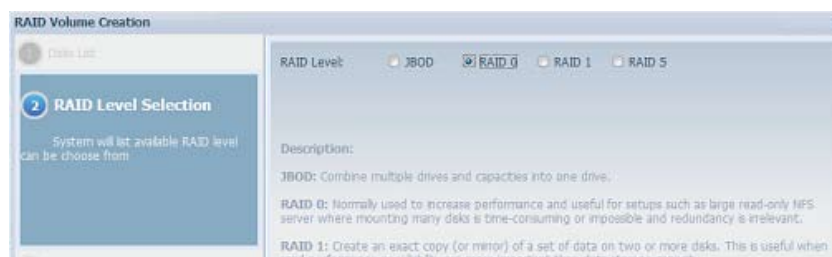 RAID Volume Creation
1 Disks List
2 RAID Level Selection
System will list available RAID level
can be choose from
RAID Level: JBOD RAID 0 RAID 1 RAID 5
Description:
JBOD: Combine multiple drives and capacities into one drive.
RAID 0: Normally used to increase performance and useful for setups such as large read-only NFS
server where mounting many disks is time-consuming or impossible and redundancy is irrelevant.
RAID 1: Create an exact copy (or mirror) of a set of data on two or more disks. This is useful when